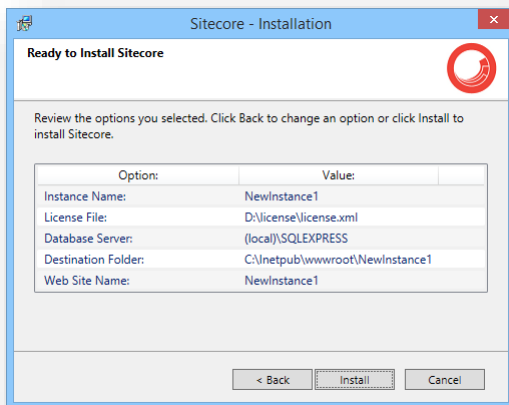 Sitecore - Installation
Ready to Install Sitecore
Review the options you selected. Click Back to change an option or click Install to
install Sitecore.
Option: Value:
Instance Name: NewInstance1
License File: D:\license\license.xml
Database Server: (local)\SQLEXPRESS
Destination Folder: C:\Inetpub\wwwroot\NewInstance1
Web Site Name: NewInstance1
< Back Install Cancel